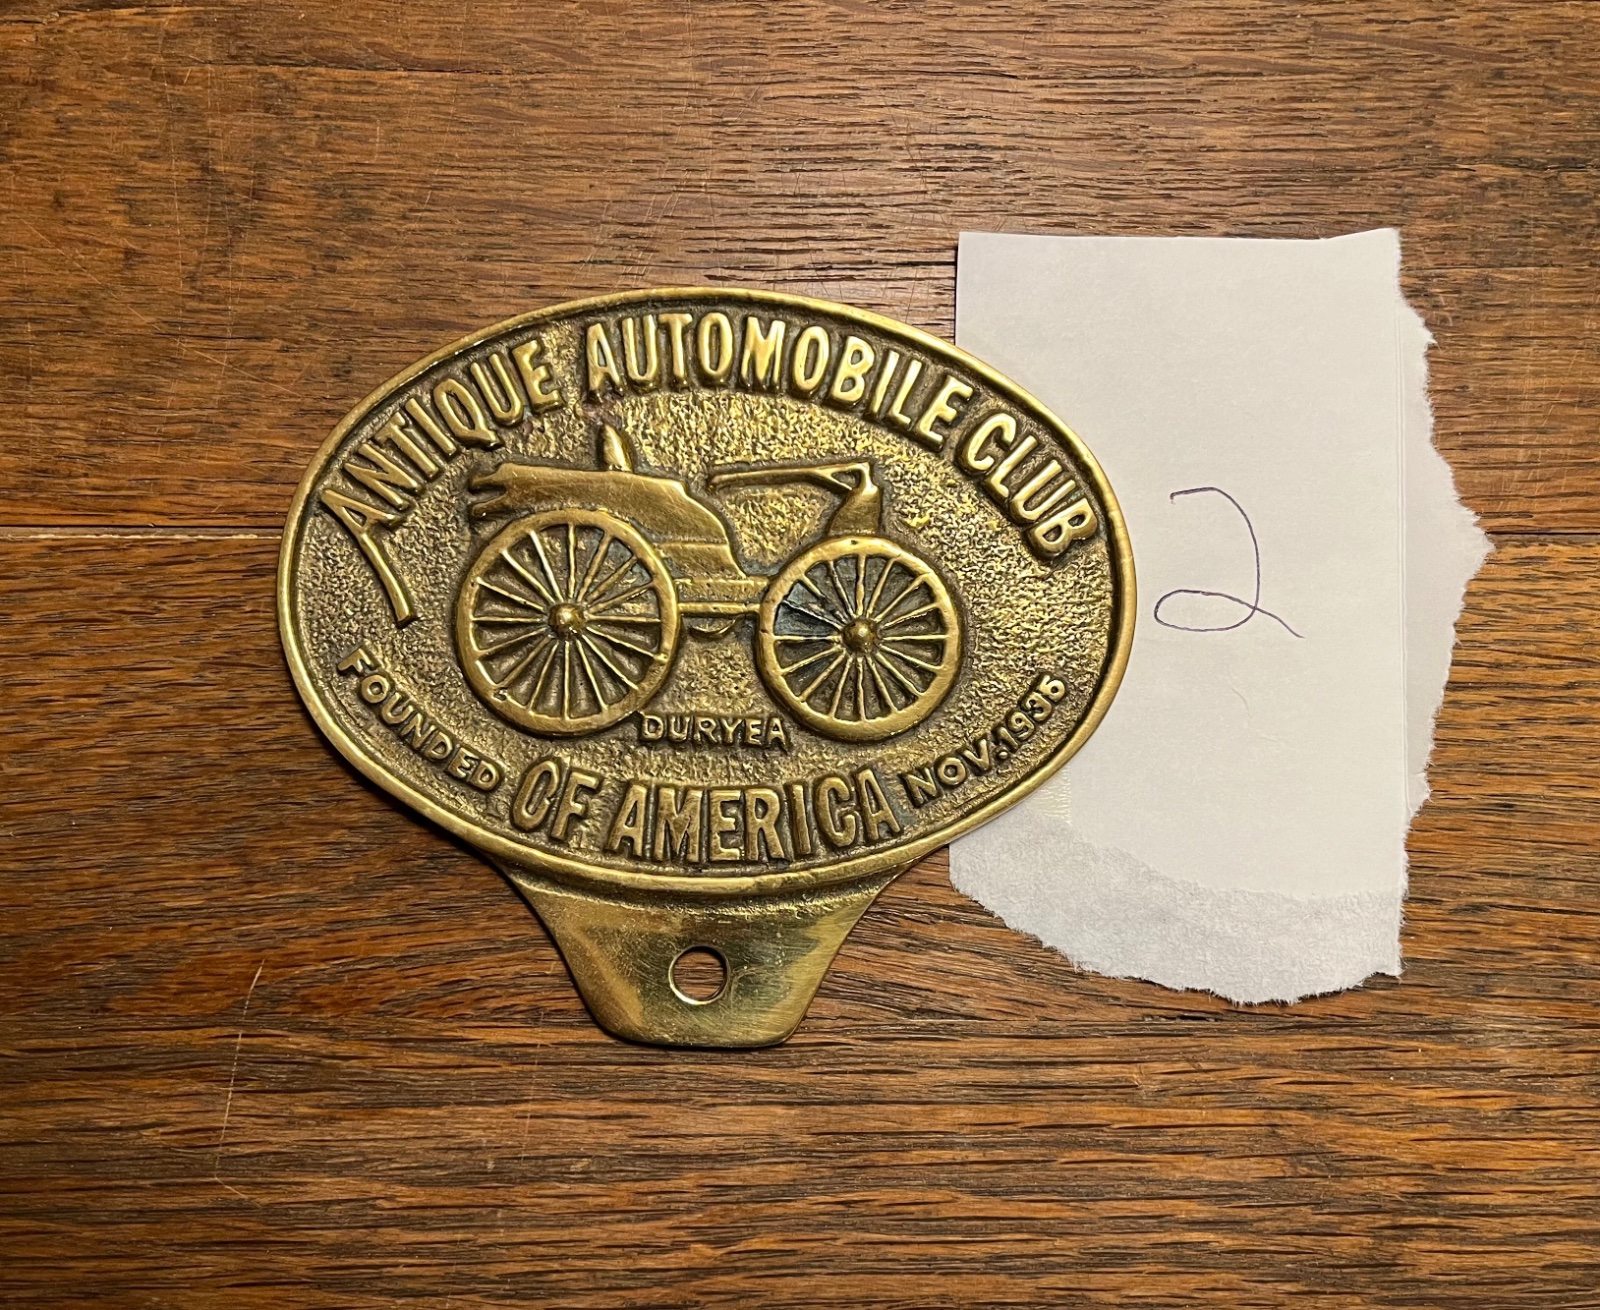 ANTIQUE AUTOMOBILE CLUB
DURYEA
FOUNDED OF AMERICA NOV. 1935
2